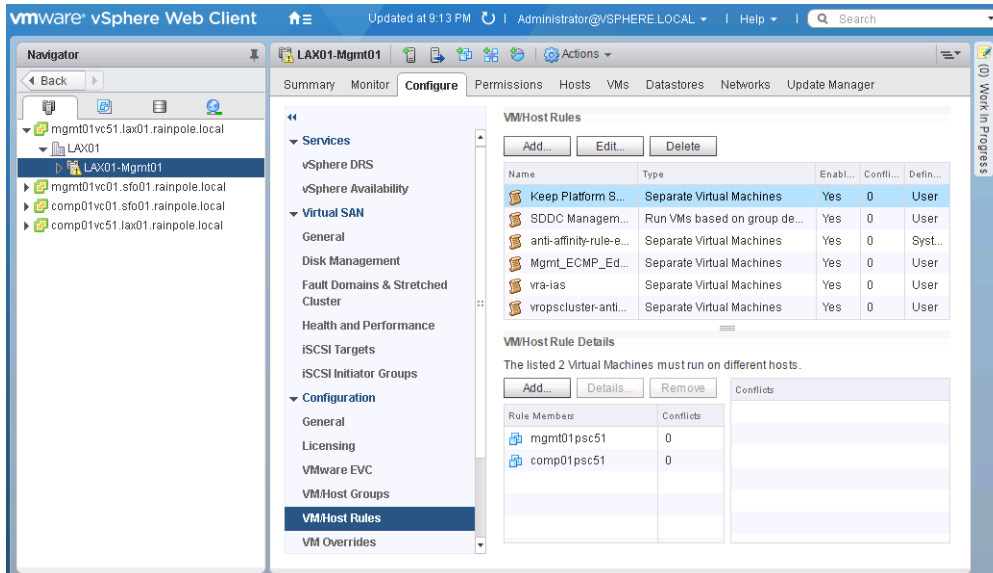 vmware® vSphere Web Client Updated at 9:13 PM | Administrator@VSPHERE.LOCAL | Help | Search
Navigator
Back
mgmt01vc51.lax01.rainpole.local
LAX01
LAX01-Mgmt01
mgmt01vc01.sfo01.rainpole.local
comp01vc01.sfo01.rainpole.local
comp01vc51.lax01.rainpole.local
LAX01-Mgmt01 Actions
Summary Monitor Configure Permissions Hosts VMs Datastores Networks Update Manager
Services
vSphere DRS
vSphere Availability
Virtual SAN
General
Disk Management
Fault Domains & Stretched
Cluster
Health and Performance
iSCSI Targets
iSCSI Initiator Groups
Configuration
General
Licensing
VMware EVC
VM/Host Groups
VM/Host Rules
VM Overrides
VM/Host Rules
Add... Edit... Delete
Name Type Enabl... Confli... Defin...
Keep Platform S... Separate Virtual Machines Yes 0 User
SDDC Managem... Run VMs based on group de... Yes 0 User
anti-affinity-rule-e... Separate Virtual Machines Yes 0 Syst...
Mgmt_ECMP_Ed... Separate Virtual Machines Yes 0 User
vra-ias Separate Virtual Machines Yes 0 User
vropscluster-anti... Separate Virtual Machines Yes 0 User
VM/Host Rule Details
The listed 2 Virtual Machines must run on different hosts.
Add... Details... Remove
Rule Members Conflicts
mgmt01psc51 0
comp01psc51 0
Conflicts
(0) Work In Progress